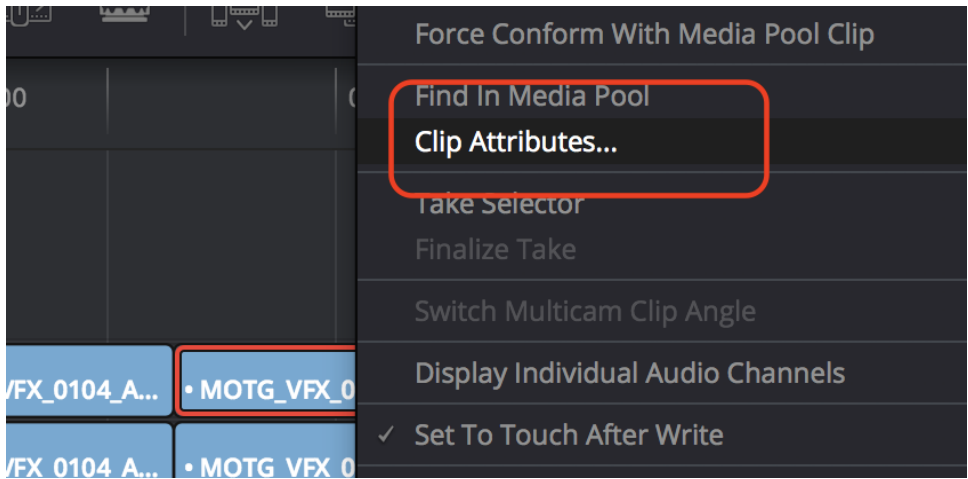 Force Conform With Media Pool Clip
00
0
Find In Media Pool
Clip Attributes...
Take Selector
Finalize Take
Switch Multicam Clip Angle
Display Individual Audio Channels
VFX_0104_A... • MOTG_VFX_0
✓ Set To Touch After Write
VFX_0104_A... • MOTG_VFX_0